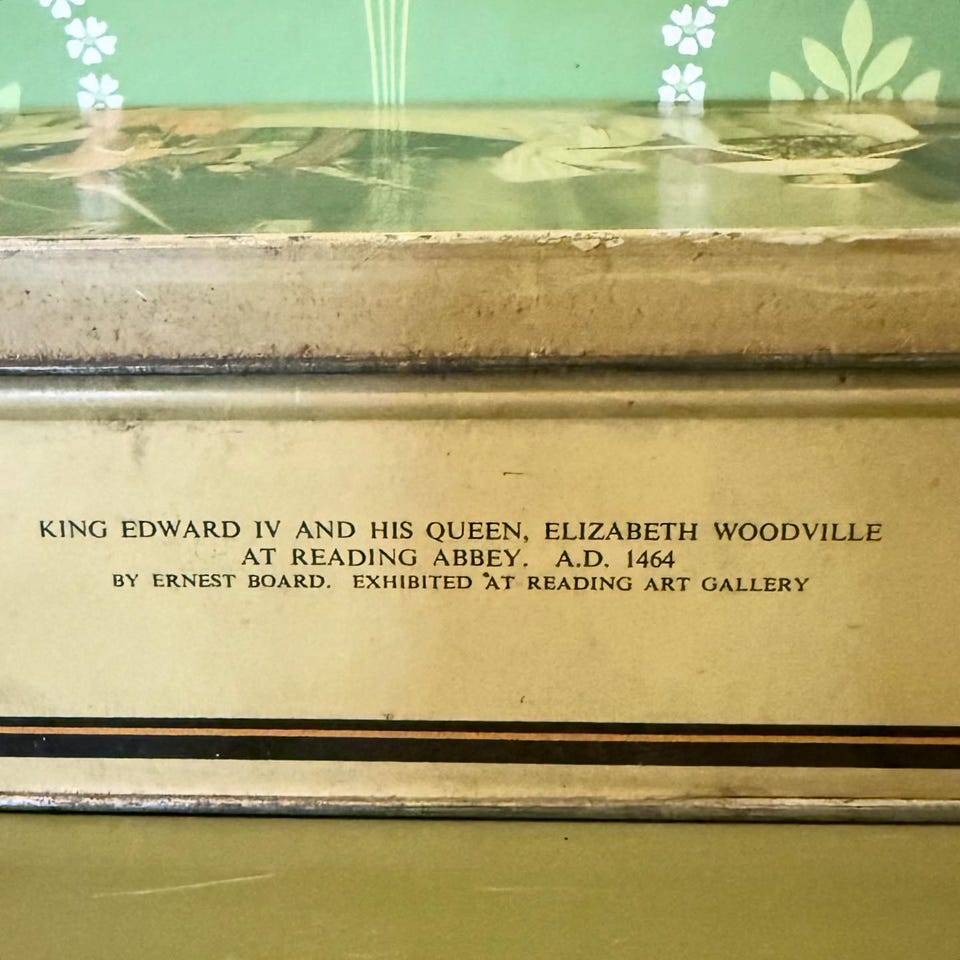 KING EDWARD IV AND HIS QUEEN, ELIZABETH WOODVILLE
AT READING ABBEY. A.D. 1464
BY ERNEST BOARD. EXHIBITED AT READING ART GALLERY